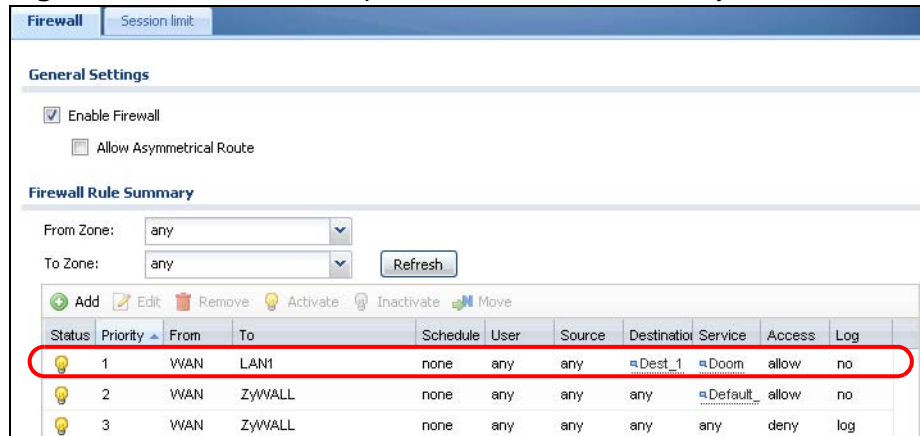 Firewall Session limit
General Settings
Enable Firewall
Allow Asymmetrical Route
Firewall Rule Summary
From Zone: any
To Zone: any Refresh
Add Edit Remove Activate Inactivate Move
Status Priority From To Schedule User Source Destination Service Access Log
1 WAN LAN1 none any any Dest_1 Doom allow no
2 WAN ZyWALL none any any any Default_ allow no
3 WAN ZyWALL none any any any any deny log